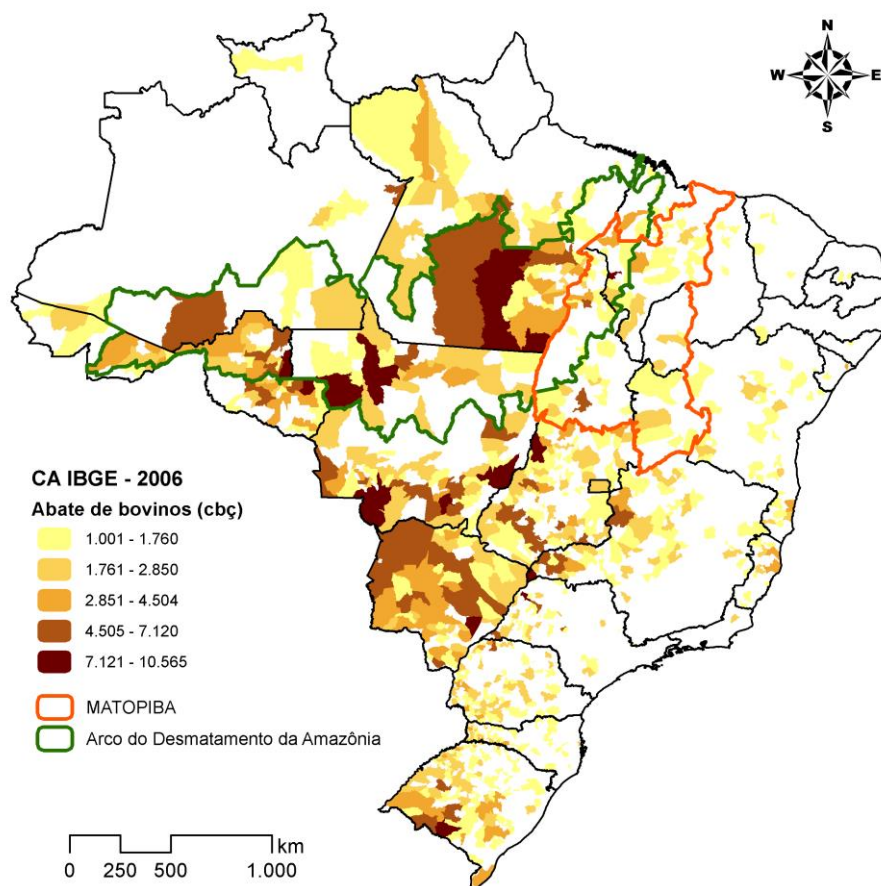 N
W E
S
CA IBGE - 2006
Abate de bovinos (cbç)
1.001 - 1.760
1.761 - 2.850
2.851 - 4.504
4.505 - 7.120
7.121 - 10.565
MATOPIBA
Arco do Desmatamento da Amazônia
km
0 250 500 1.000